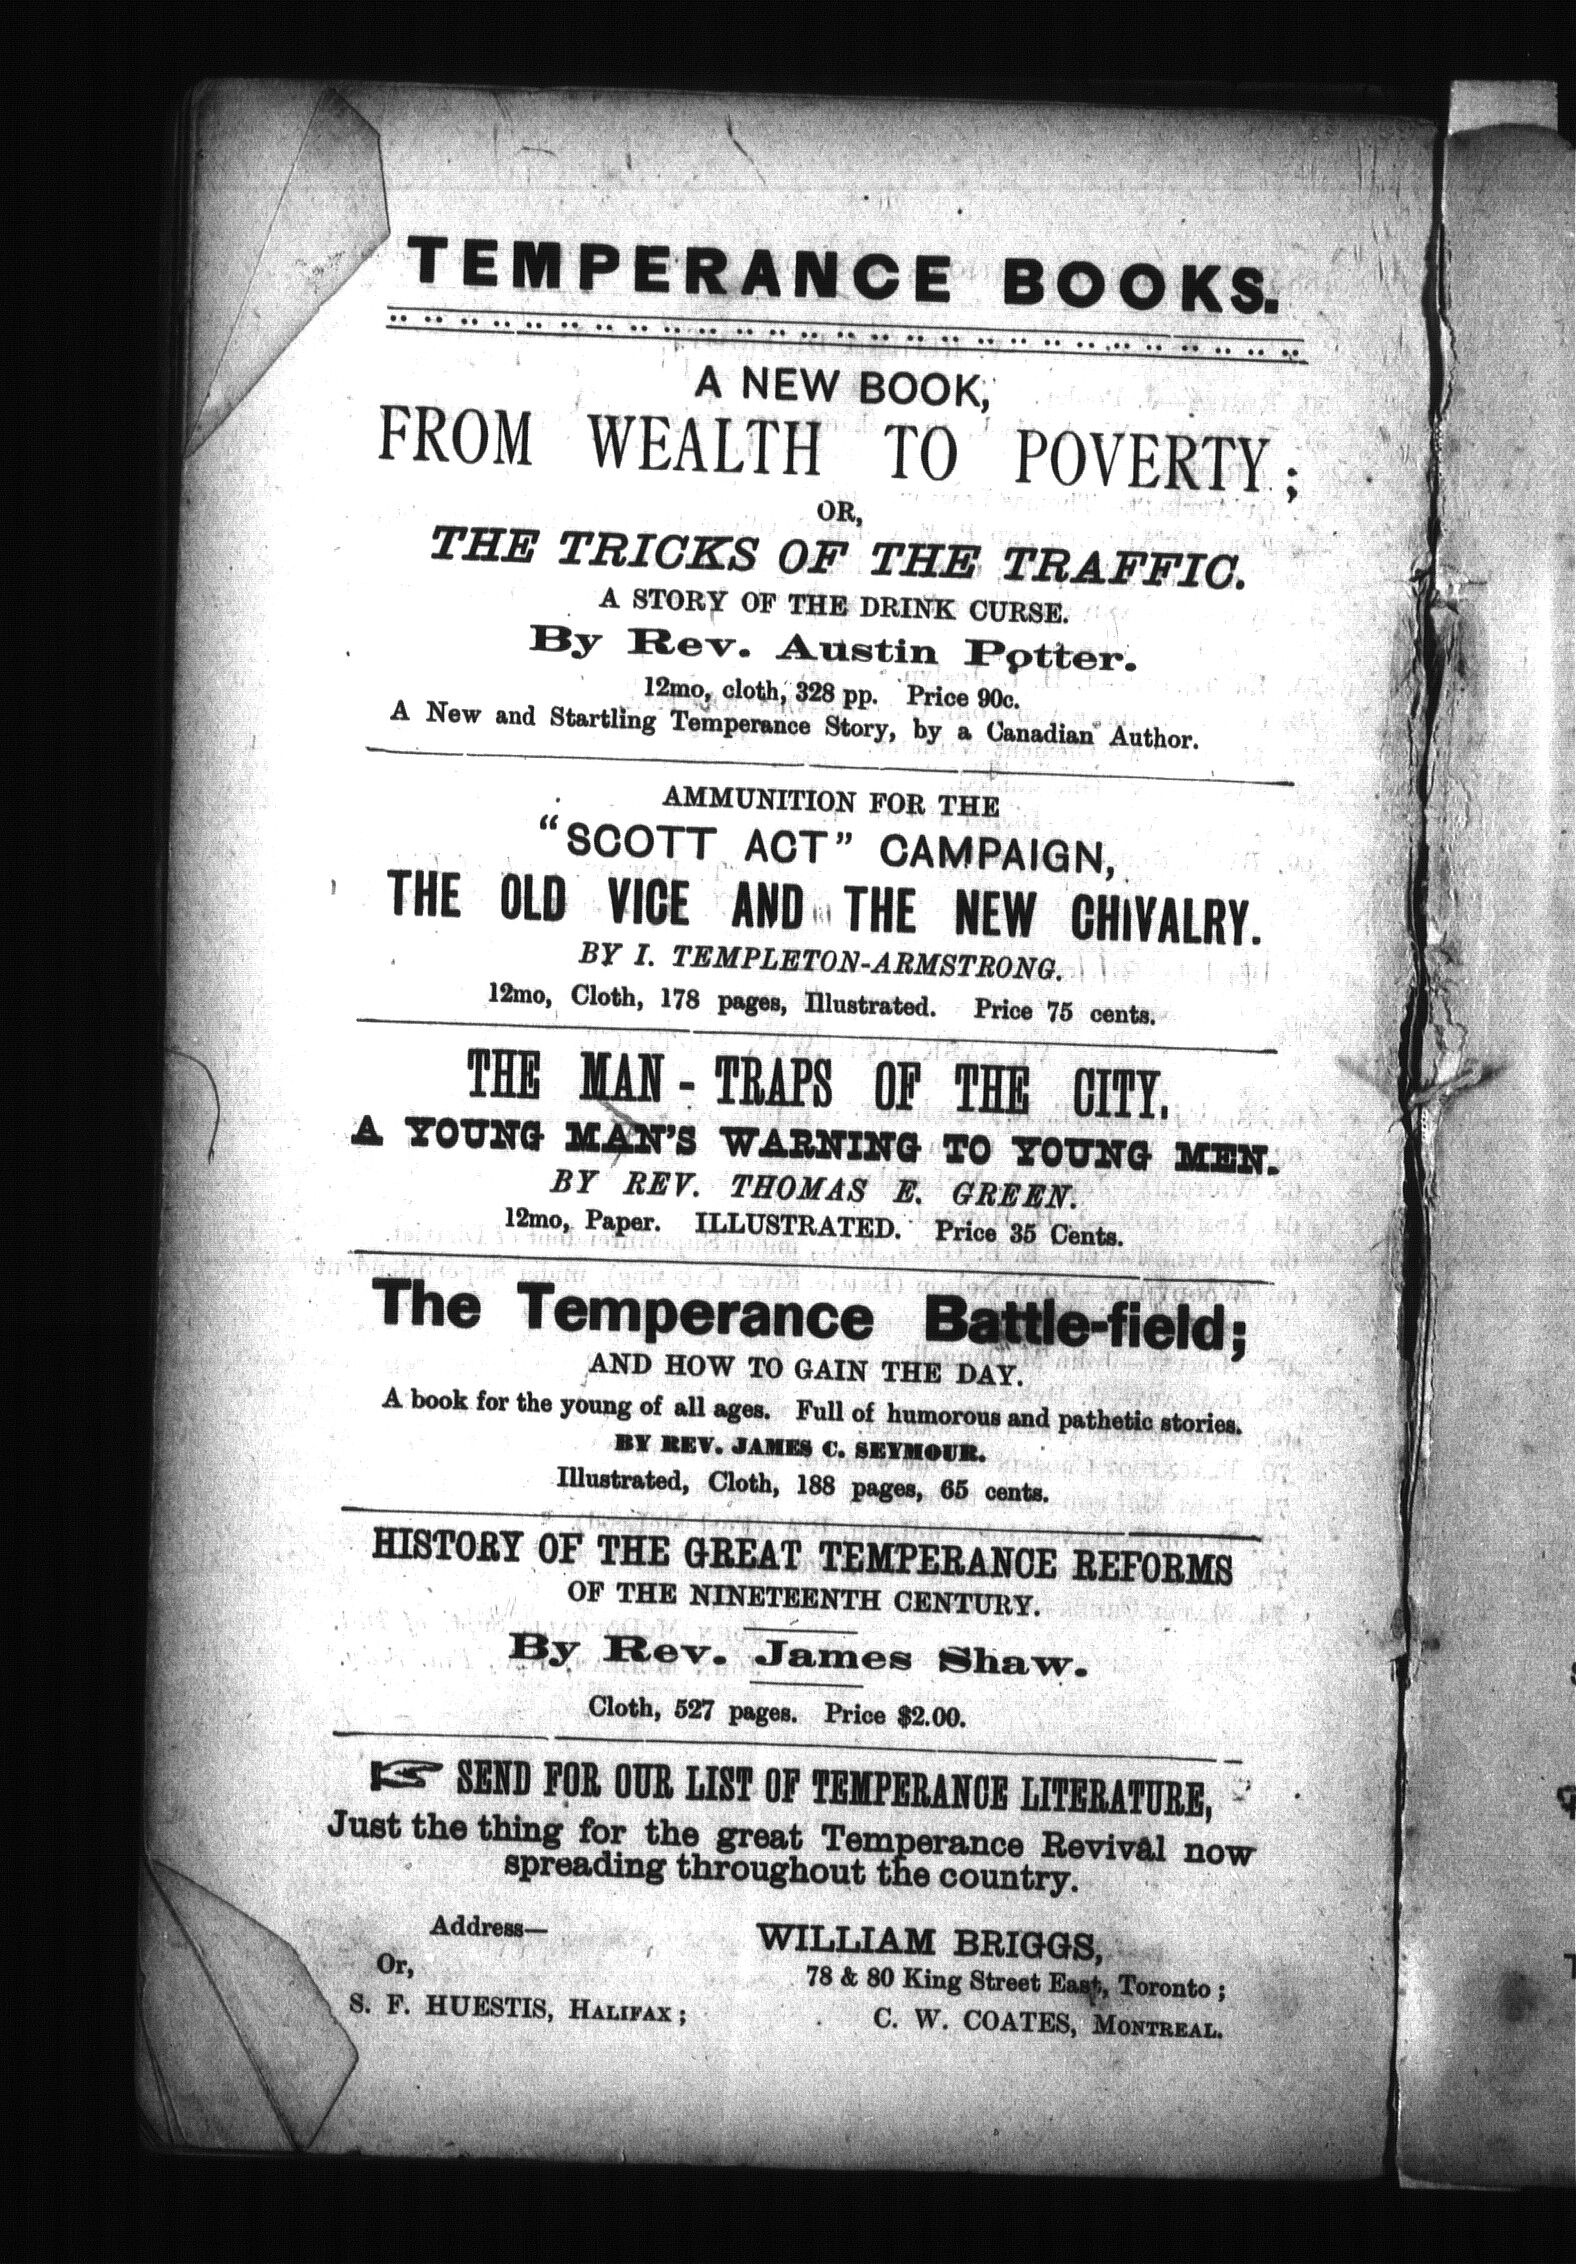 TEMPERANCE BOOKS.
A NEW BOOK,
FROM WEALTH TO POVERTY;
OR,
THE TRICKS OF THE TRAFFIC.
A STORY OF THE DRINK CURSE.
By Rev. Austin Potter.
12mo, cloth, 328 pp. Price 90c.
A New and Startling Temperance Story, by a Canadian Author.
AMMUNITION FOR THE
"SCOTT ACT" CAMPAIGN,
THE OLD VICE AND THE NEW CHIVALRY.
BY I. TEMPLETON-ARMSTRONG.
12mo, Cloth, 178 pages, Illustrated. Price 75 cents.
THE MAN-TRAPS OF THE CITY.
A YOUNG MAN'S WARNING TO YOUNG MEN.
BY REV. THOMAS E. GREEN.
12mo, Paper. ILLUSTRATED. Price 35 Cents.
The Temperance Battle-field;
AND HOW TO GAIN THE DAY.
A book for the young of all ages. Full of humorous and pathetic stories.
BY REV. JAMES C. SEYMOUR.
Illustrated, Cloth, 188 pages, 65 cents.
HISTORY OF THE GREAT TEMPERANCE REFORMS
OF THE NINETEENTH CENTURY.
By Rev. James Shaw.
Cloth, 527 pages. Price $2.00.
☞ SEND FOR OUR LIST OF TEMPERANCE LITERATURE,
Just the thing for the great Temperance Revival now
spreading throughout the country.
Address—
WILLIAM BRIGGS,
78 & 80 King Street East, Toronto;
Or,
S. F. HUESTIS, HALIFAX;
C. W. COATES, MONTREAL.